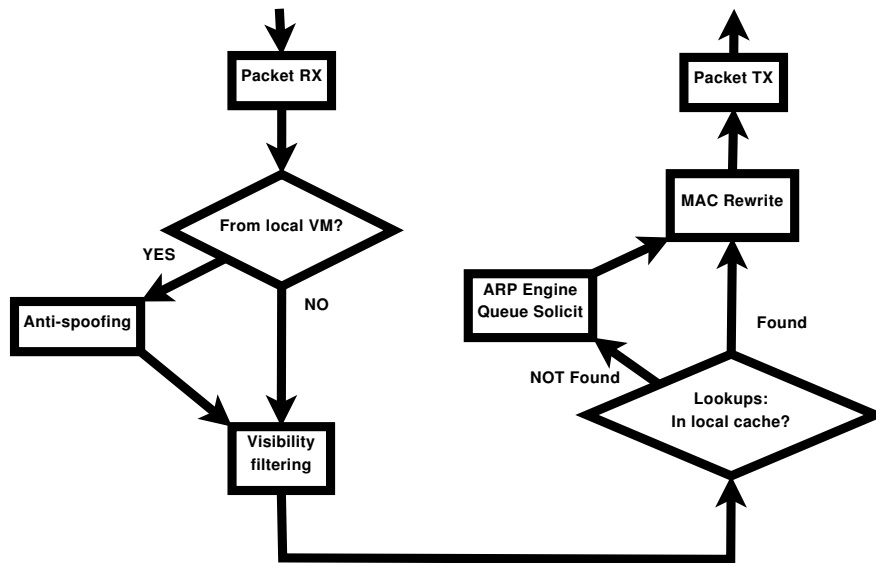 Packet RX
From local VM?
YES
NO
Anti-spoofing
Visibility
filtering
Packet TX
MAC Rewrite
ARP Engine
Queue Solicit
Found
NOT Found
Lookups:
In local cache?